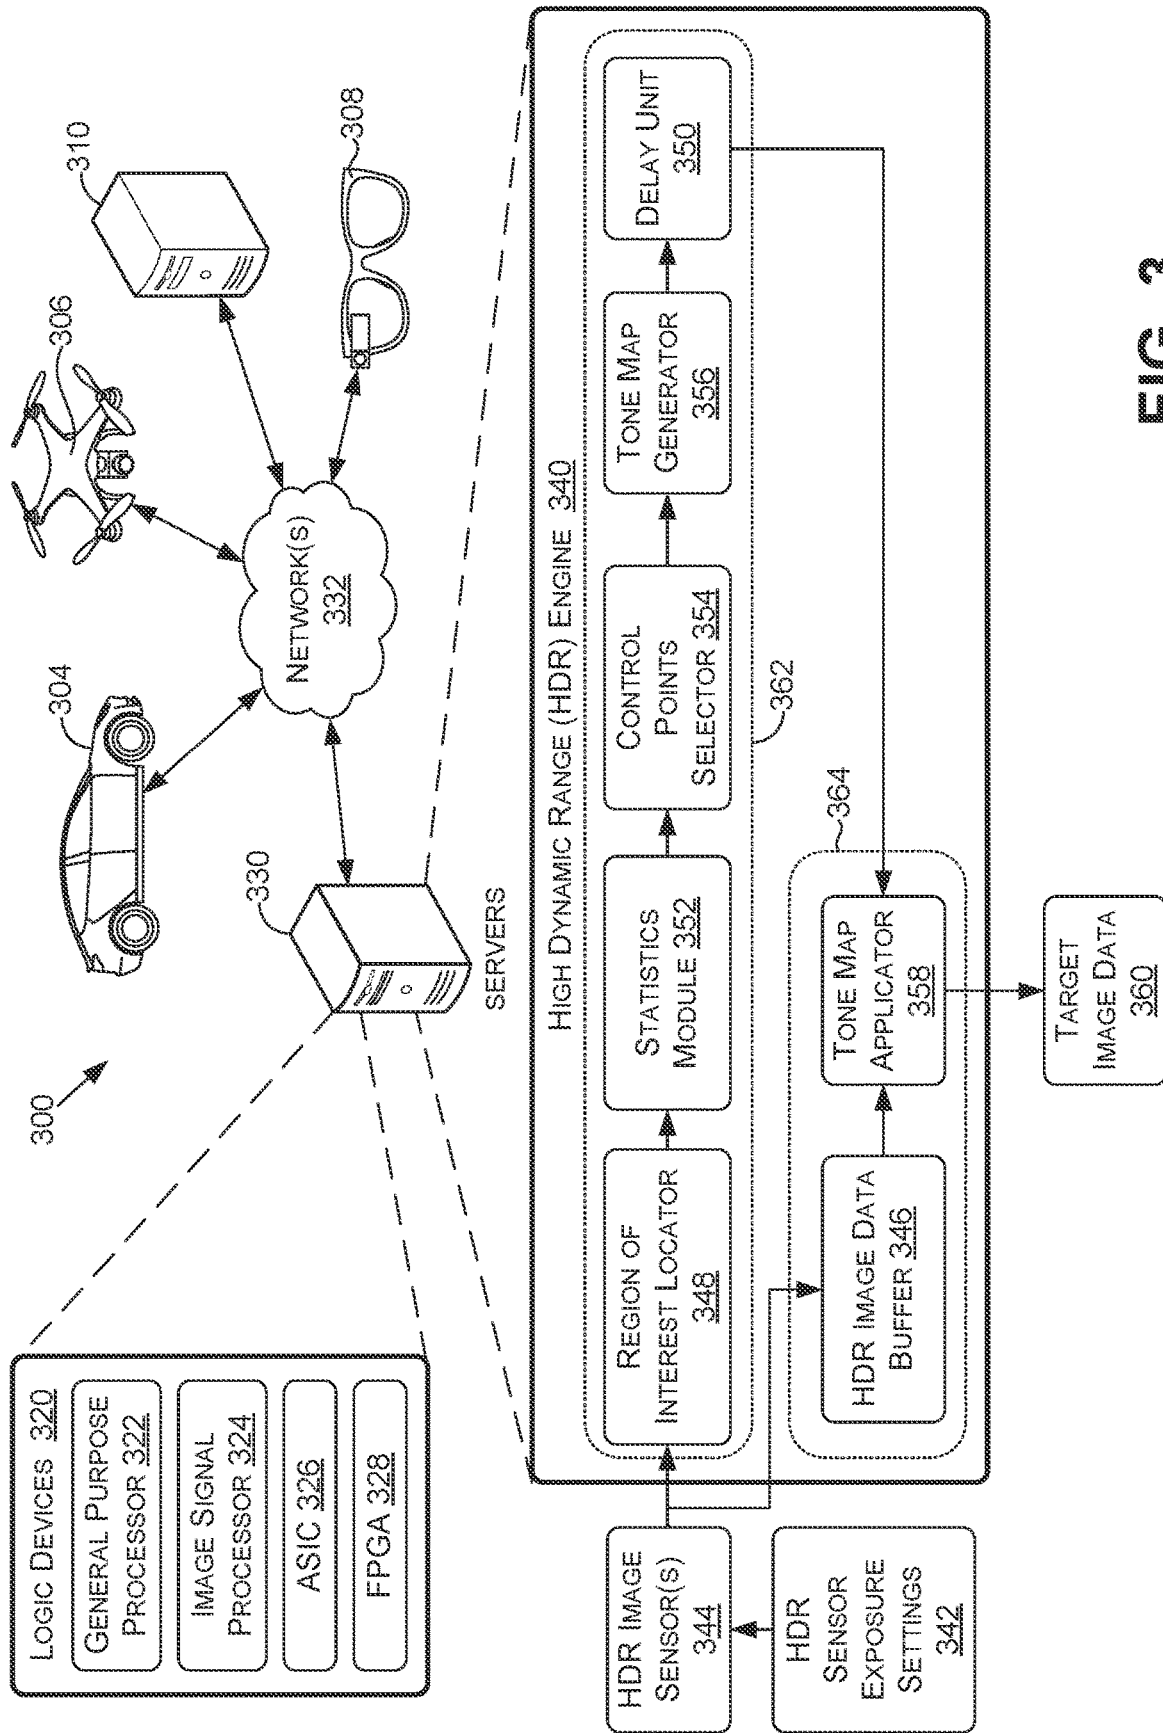 300
304
306
310
308
330
SERVERS
NETWORK(S)
332
LOGIC DEVICES 320
GENERAL PURPOSE
PROCESSOR 322
IMAGE SIGNAL
PROCESSOR 324
ASIC 326
FPGA 328
HIGH DYNAMIC RANGE (HDR) ENGINE 340
HDR IMAGE
SENSOR(S)
344
HDR
SENSOR
EXPOSURE
SETTINGS
342
REGION OF
INTEREST LOCATOR
348
STATISTICS
MODULE 352
CONTROL
POINTS
SELECTOR 354
TONE MAP
GENERATOR
356
DELAY UNIT
350
362
364
HDR IMAGE DATA
BUFFER 346
TONE MAP
APPLICATOR
358
TARGET
IMAGE DATA
360